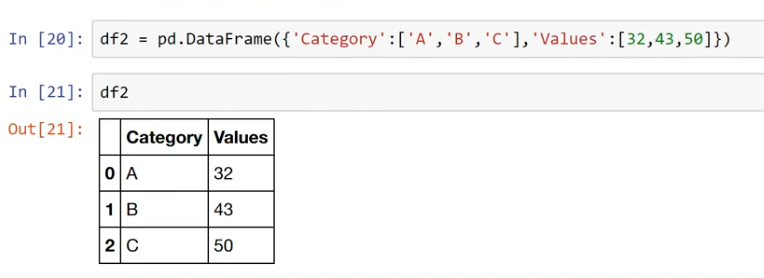 In [20]: df2 = pd.DataFrame({'Category':['A','B','C'],'Values':[32,43,50]})
In [21]: df2
Out[21]:
Category Values
0 A 32
1 B 43
2 C 50